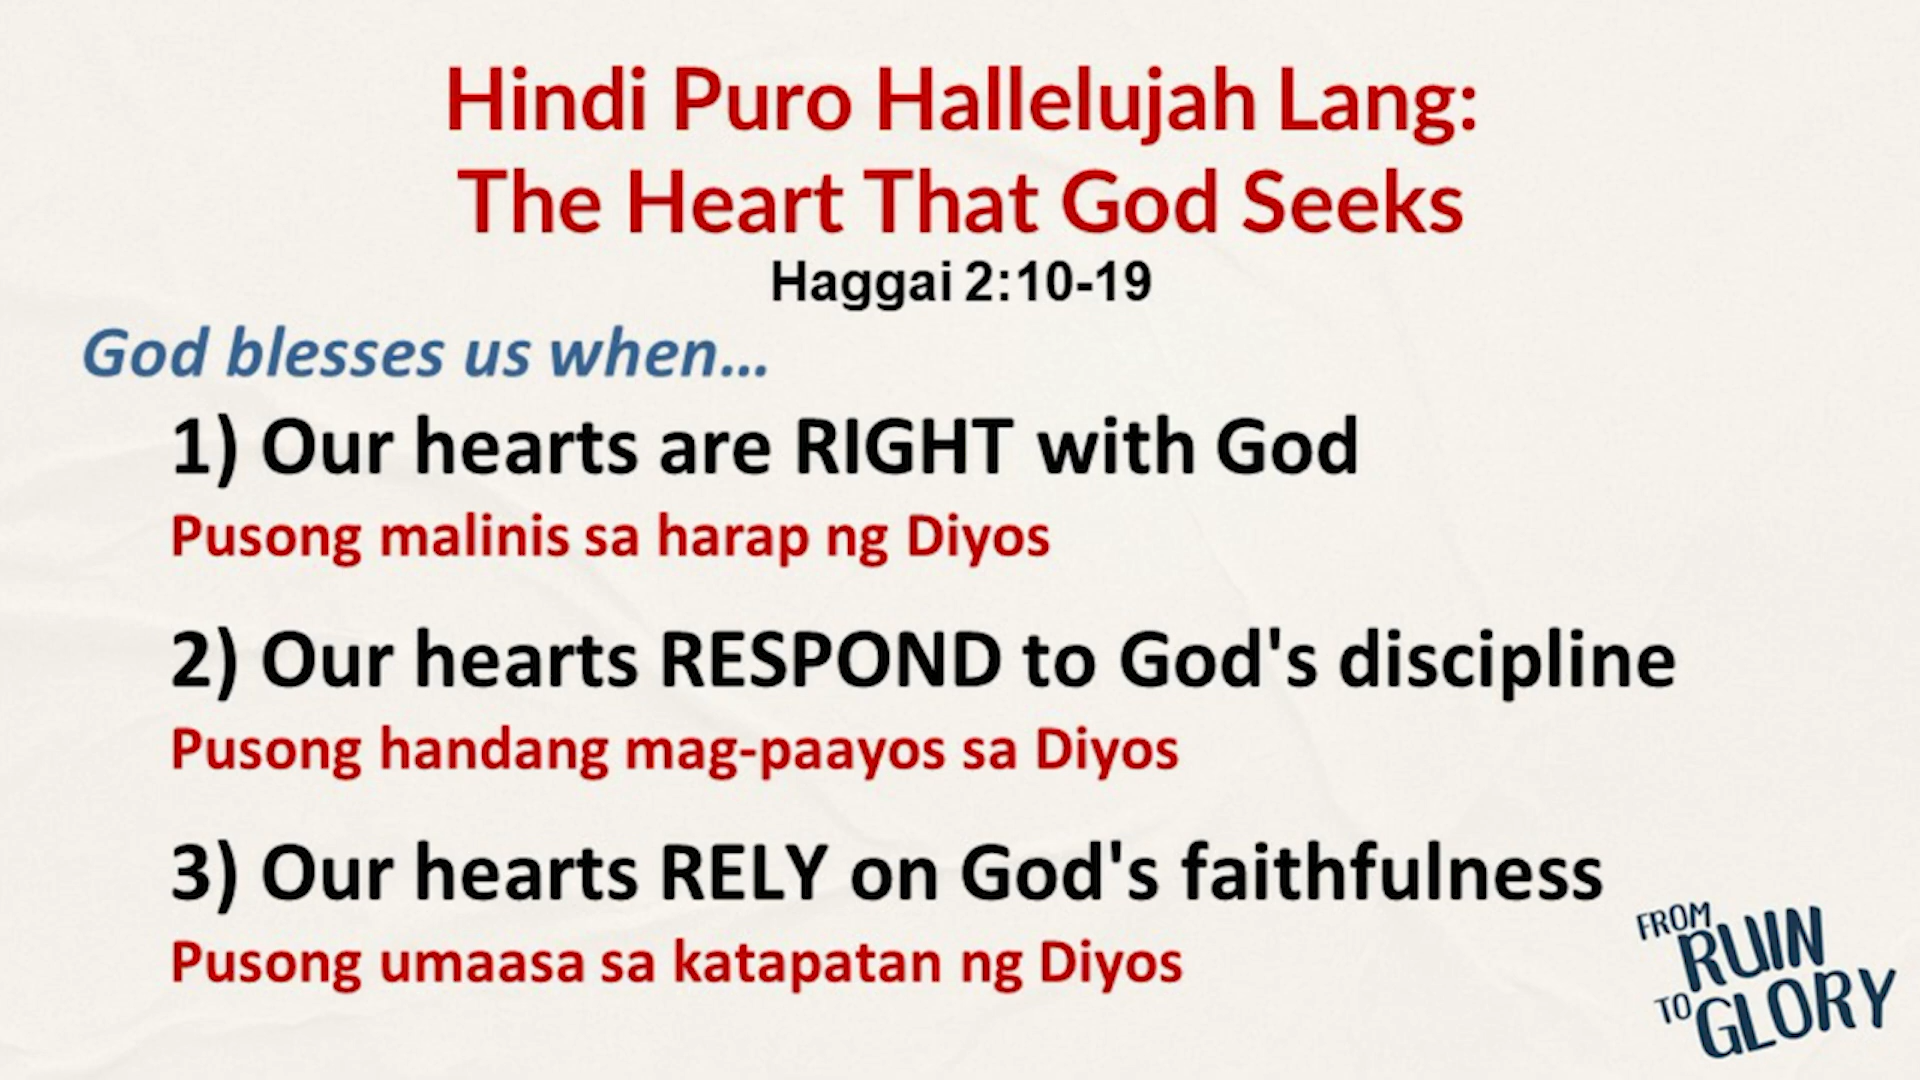 Hindi Puro Hallelujah Lang:
The Heart That God Seeks
Haggai 2:10-19
God blesses us when...
1) Our hearts are RIGHT with God
Pusong malinis sa harap ng Diyos
2) Our hearts RESPOND to God's discipline
Pusong handang mag-paayos sa Diyos
3) Our hearts RELY on God's faithfulness
Pusong umaasa sa katapatan ng Diyos
FROM
RUIN
TO
GLORY